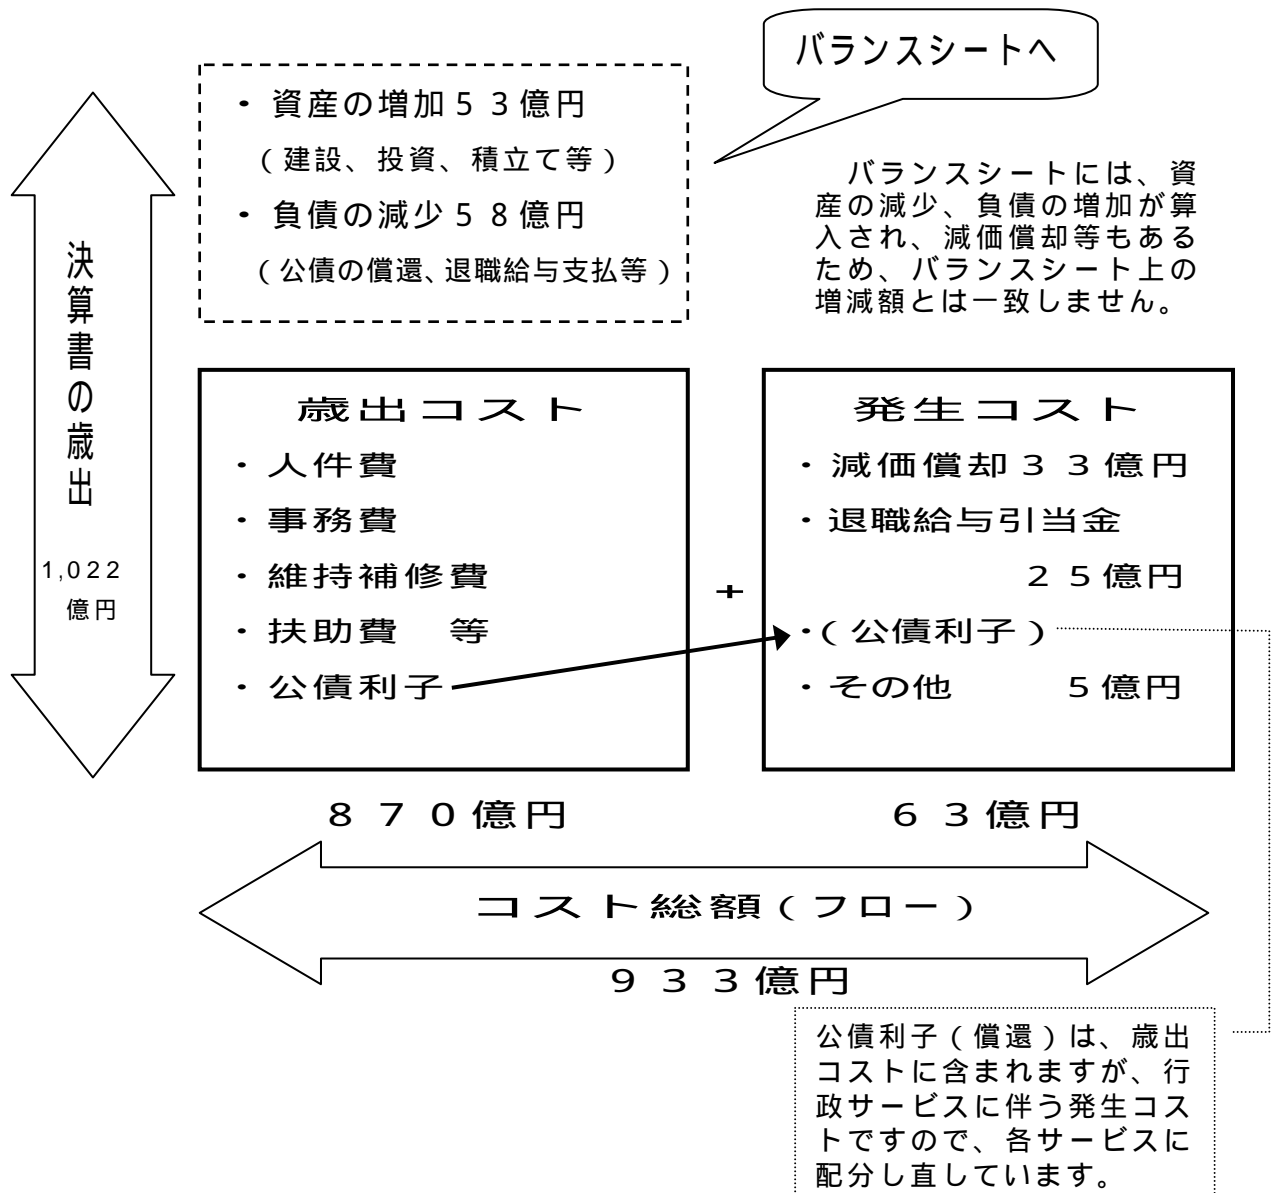 バランスシートへ
・ 資産の増加５３億円
（建設、投資、積立て等）
・ 負債の減少５８億円
（公債の償還、退職給与支払等）
　バランスシートには、資
産の減少、負債の増加が算
入され、減価償却等もある
ため、バランスシート上の
増減額とは一致しません。
決算書の歳出
1,022
億円
歳出コスト
・人件費
・事務費
・維持補修費
・扶助費　等
・公債利子
＋
発生コスト
・減価償却３３億円
・退職給与引当金
２５億円
・（公債利子）
・その他　　　５億円
８７０億円
６３億円
コスト総額（フロー）
９３３億円
公債利子（償還）は、歳出
コストに含まれますが、行
政サービスに伴う発生コス
トですので、各サービスに
配分し直しています。